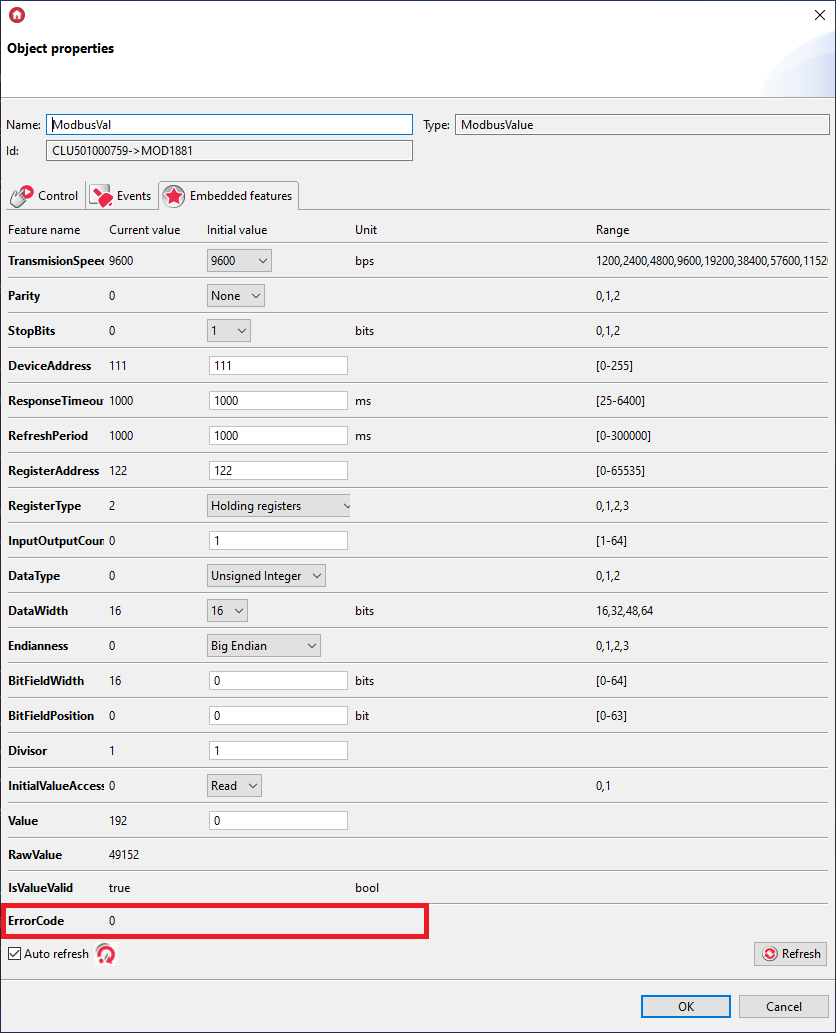 Object properties
Name: ModbusVal Type: ModbusValue
Id: CLU501000759->MOD1881
Control Events Embedded features
Feature name Current value Initial value Unit Range
TransmisionSpeed 9600 9600 bps 1200,2400,4800,9600,19200,38400,57600,11520
Parity 0 None 0,1,2
StopBits 0 1 bits 0,1,2
DeviceAddress 111 111 [0-255]
ResponseTimeou 1000 1000 ms [25-6400]
RefreshPeriod 1000 1000 ms [0-300000]
RegisterAddress 122 122 [0-65535]
RegisterType 2 Holding registers 0,1,2,3
InputOutputCoun 0 1 [1-64]
DataType 0 Unsigned Integer 0,1,2
DataWidth 16 16 bits 16,32,48,64
Endianness 0 Big Endian 0,1,2,3
BitFieldWidth 16 0 bits [0-64]
BitFieldPosition 0 0 bit [0-63]
Divisor 1 1
InitialValueAccess 0 Read 0,1
Value 192 0
RawValue 49152
IsValueValid true bool
ErrorCode 0
Auto refresh Refresh
OK Cancel